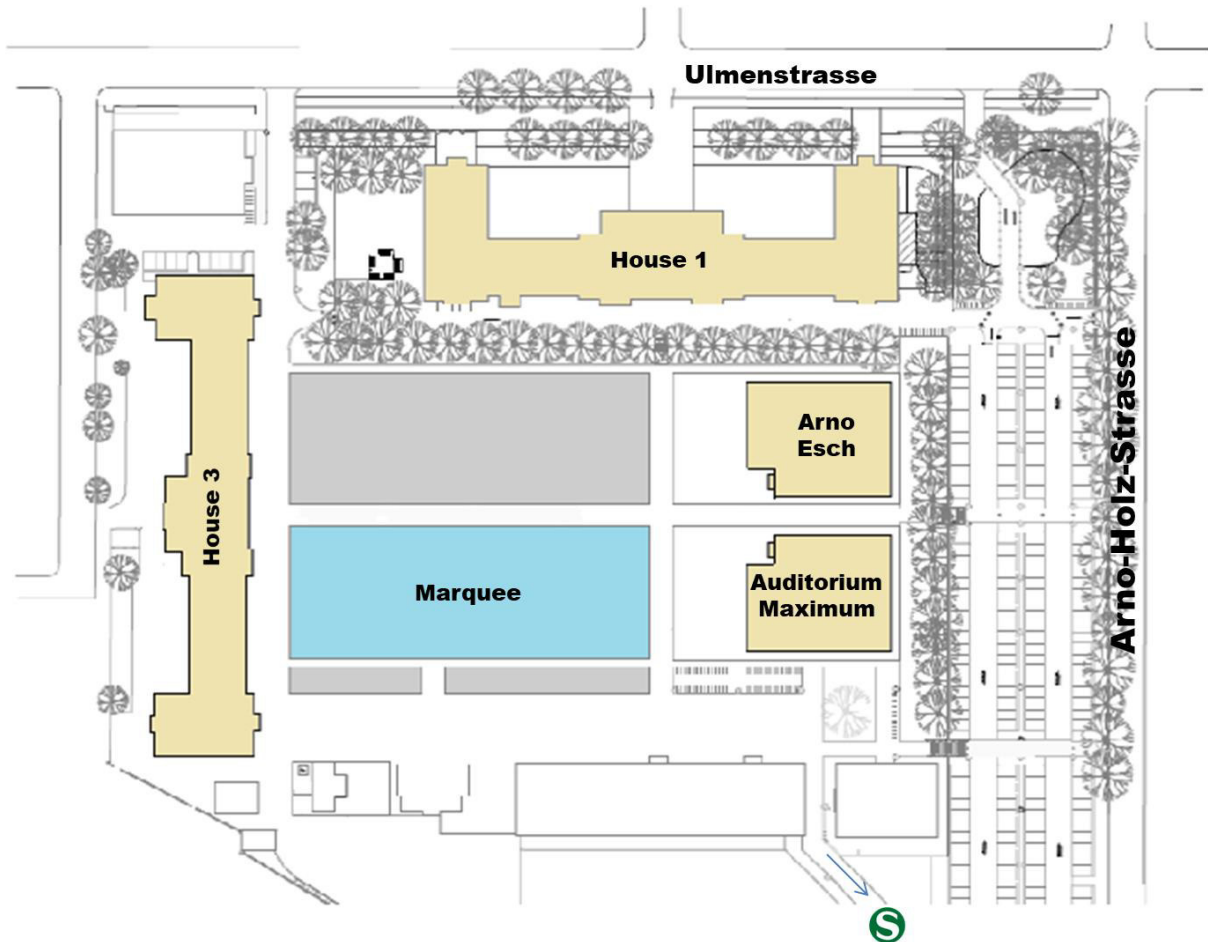 Ulmenstrasse
House 1
Arno-Holz-Strasse
Arno
Esch
House 3
Marquee
Auditorium
Maximum
S